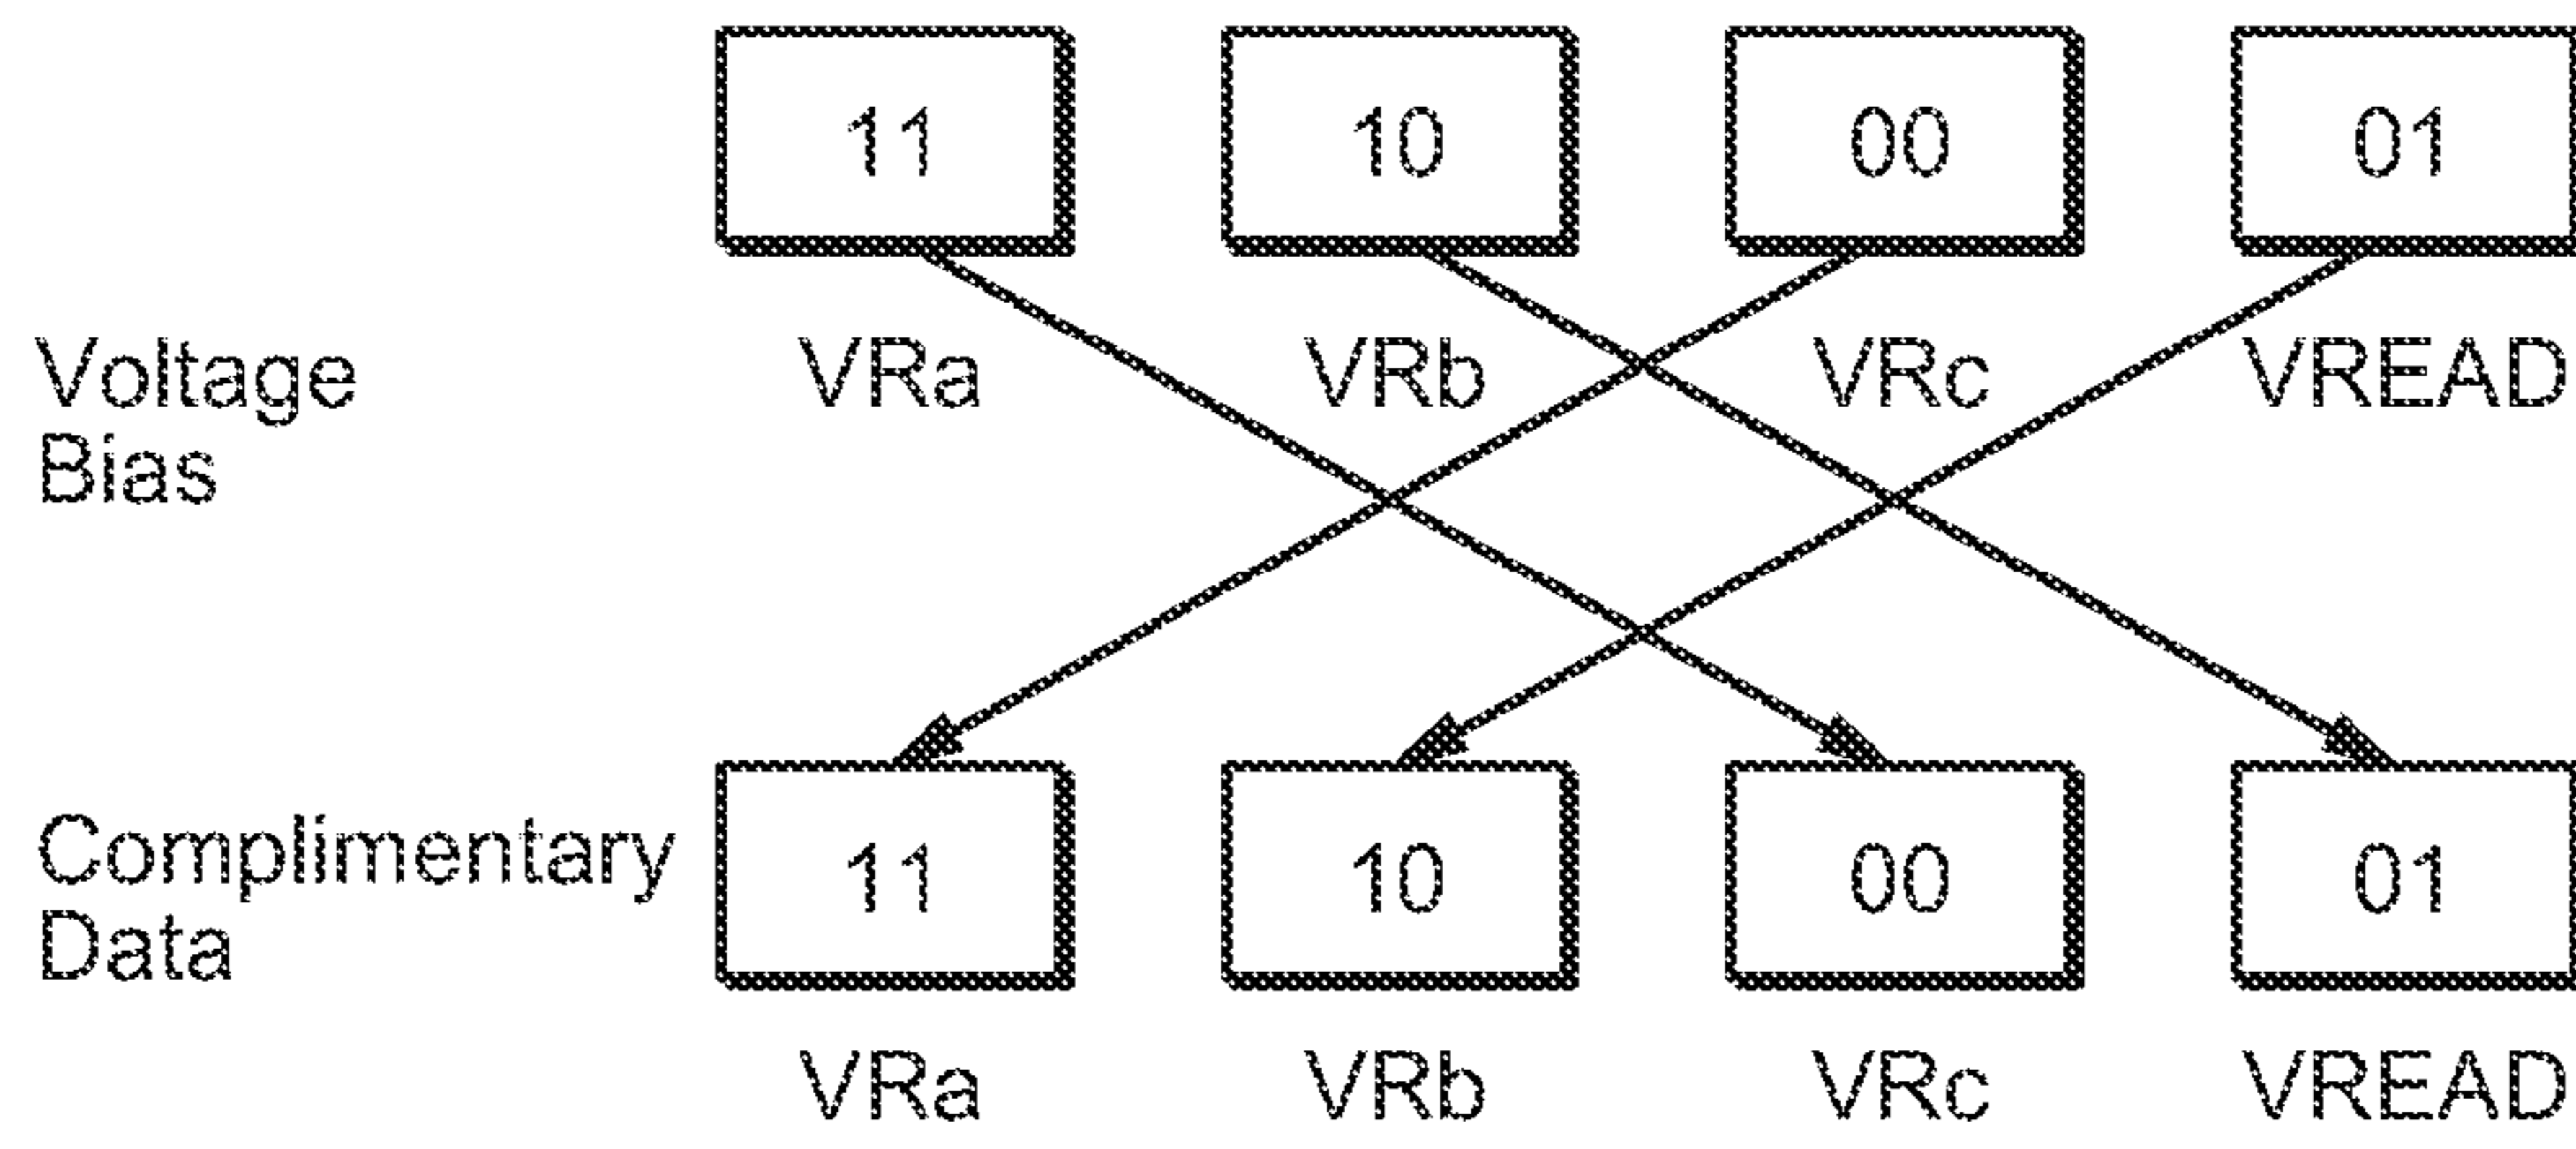 11 10 00 01
Voltage VRa VRb VRc VREAD
Bias
Complimentary 11 10 00 01
Data
VRa VRb VRc VREAD